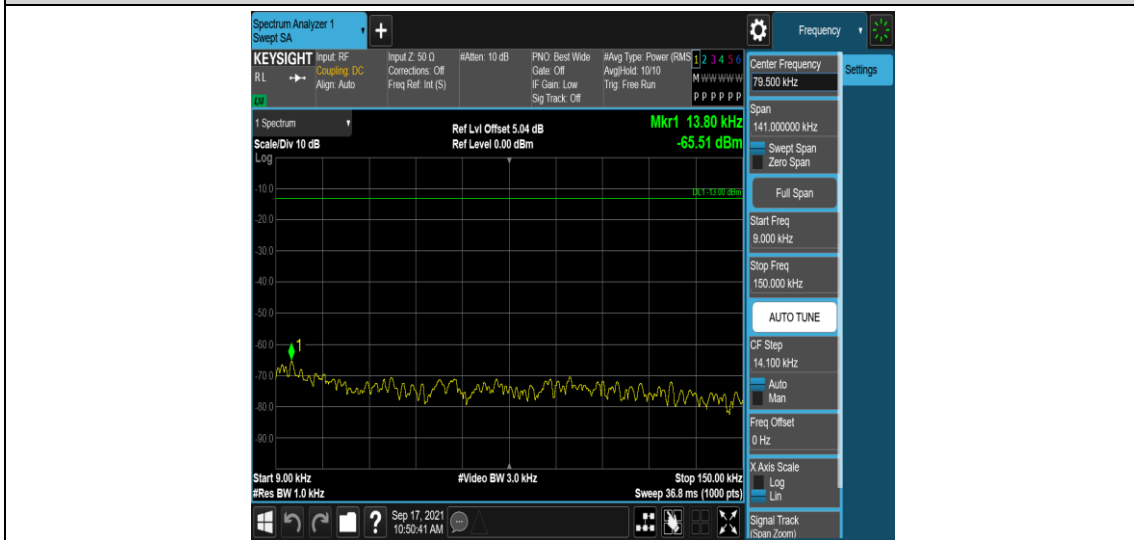 Spectrum Analyzer 1
Swept SA
+
Frequency
KEYSIGHT
RL
LXI
Input: RF
Coupling: DC
Align: Auto
Input Z: 50 Ω
Corrections: Off
Freq Ref: Int (S)
#Atten: 10 dB
PNO: Best Wide
Gate: Off
IF Gain: Low
Sig Track: Off
#Avg Type: Power (RMS
Avg|Hold: 10/10
Trig: Free Run
1 2 3 4 5 6
M W W W W W
P P P P P P
1 Spectrum
Scale/Div 10 dB
Ref Lvl Offset 5.04 dB
Ref Level 0.00 dBm
Mkr1 13.80 kHz
-65.51 dBm
Log
DL1 -13.00 dBm
-10.0
-20.0
-30.0
-40.0
-50.0
-60.0
1
-70.0
-80.0
-90.0
Start 9.00 kHz
#Video BW 3.0 kHz
Stop 150.00 kHz
#Res BW 1.0 kHz
Sweep 36.8 ms (1000 pts)
?
Sep 17, 2021
10:50:41 AM
Center Frequency
79.500 kHz
Settings
Span
141.000000 kHz
Swept Span
Zero Span
Full Span
Start Freq
9.000 kHz
Stop Freq
150.000 kHz
AUTO TUNE
CF Step
14.100 kHz
Auto
Man
Freq Offset
0 Hz
X Axis Scale
Log
Lin
Signal Track
(Span Zoom)